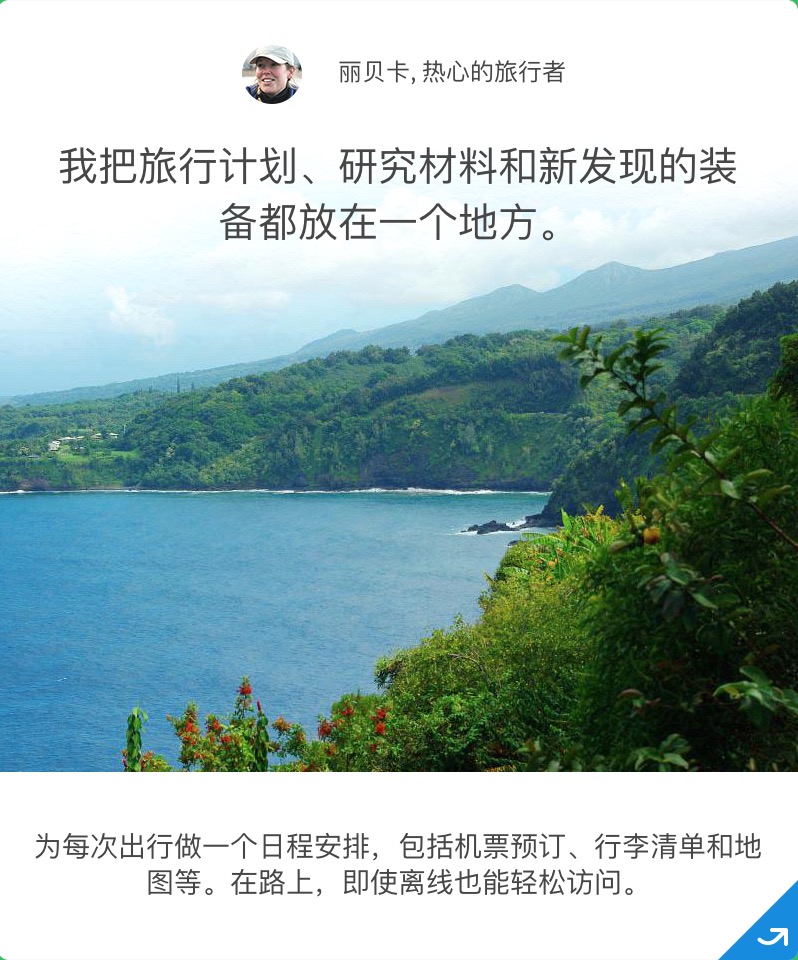 丽贝卡, 热心的旅行者
我把旅行计划、研究材料和新发现的装
备都放在一个地方。
为每次出行做一个日程安排，包括机票预订、行李清单和地
图等。在路上，即使离线也能轻松访问。